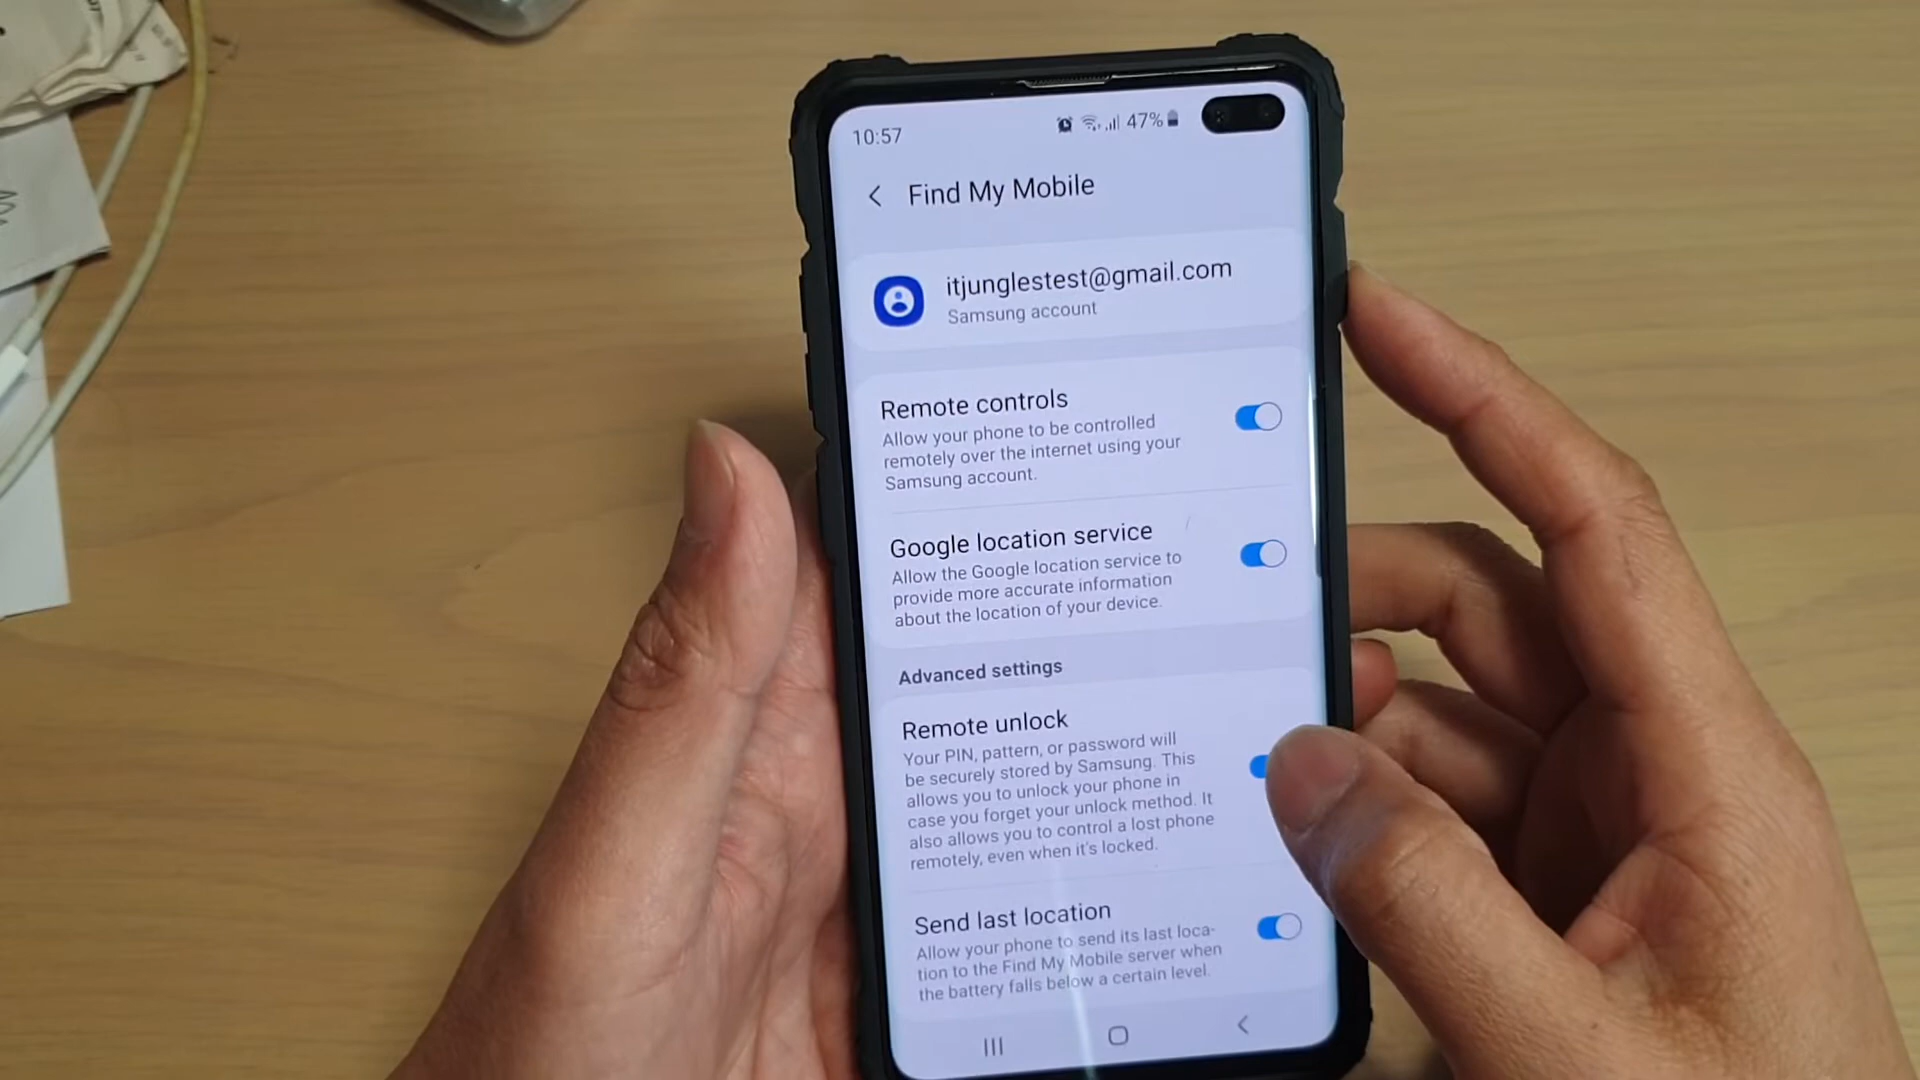 10:57
47%
Find My Mobile
itjunglestest@gmail.com
Samsung account
Remote controls
Allow your phone to be controlled
remotely over the internet using your
Samsung account.
Google location service
Allow the Google location service to
provide more accurate information
about the location of your device.
Advanced settings
Remote unlock
Your PIN, pattern, or password will
be securely stored by Samsung. This
allows you to unlock your phone in
case you forget your unlock method. It
also allows you to control a lost phone
remotely, even when it's locked.
Send last location
Allow your phone to send its last loca-
tion to the Find My Mobile server when
the battery falls below a certain level.